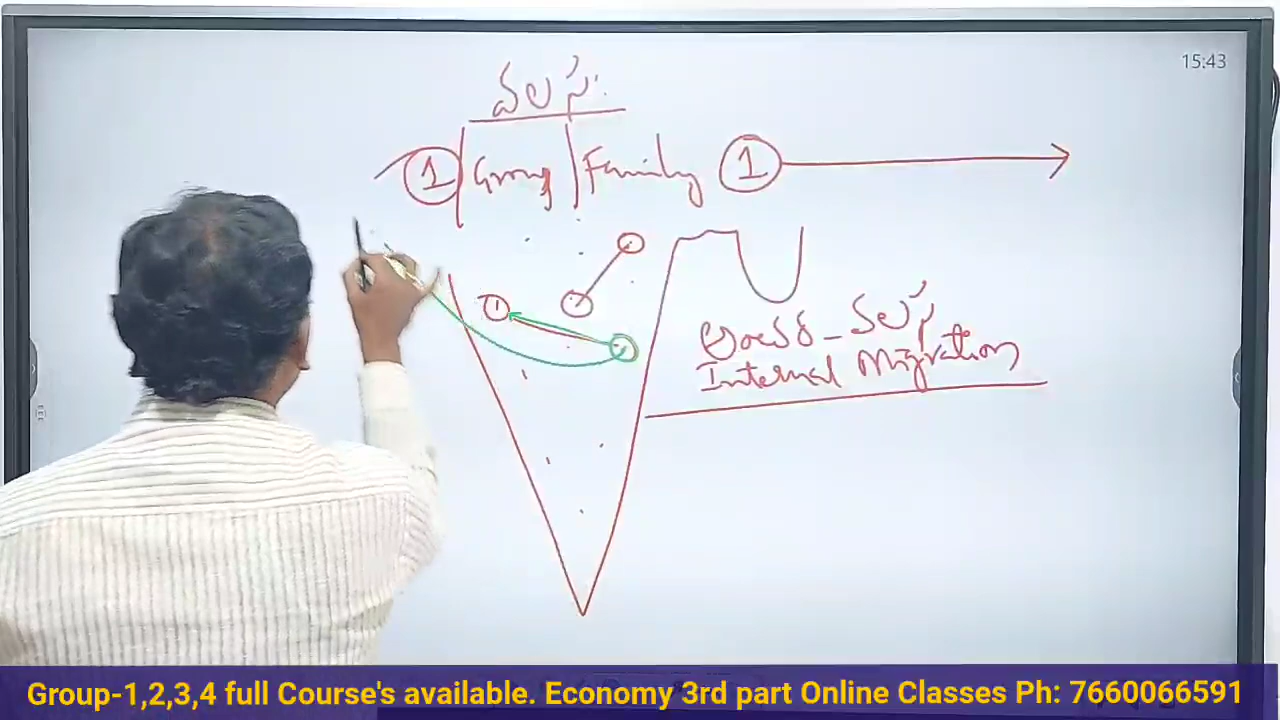 15:43
వలస
1 Group Family 1
అంతర - వలస
Internal Migration
Group-1,2,3,4 full Course's available. Economy 3rd part Online Classes Ph: 7660066591